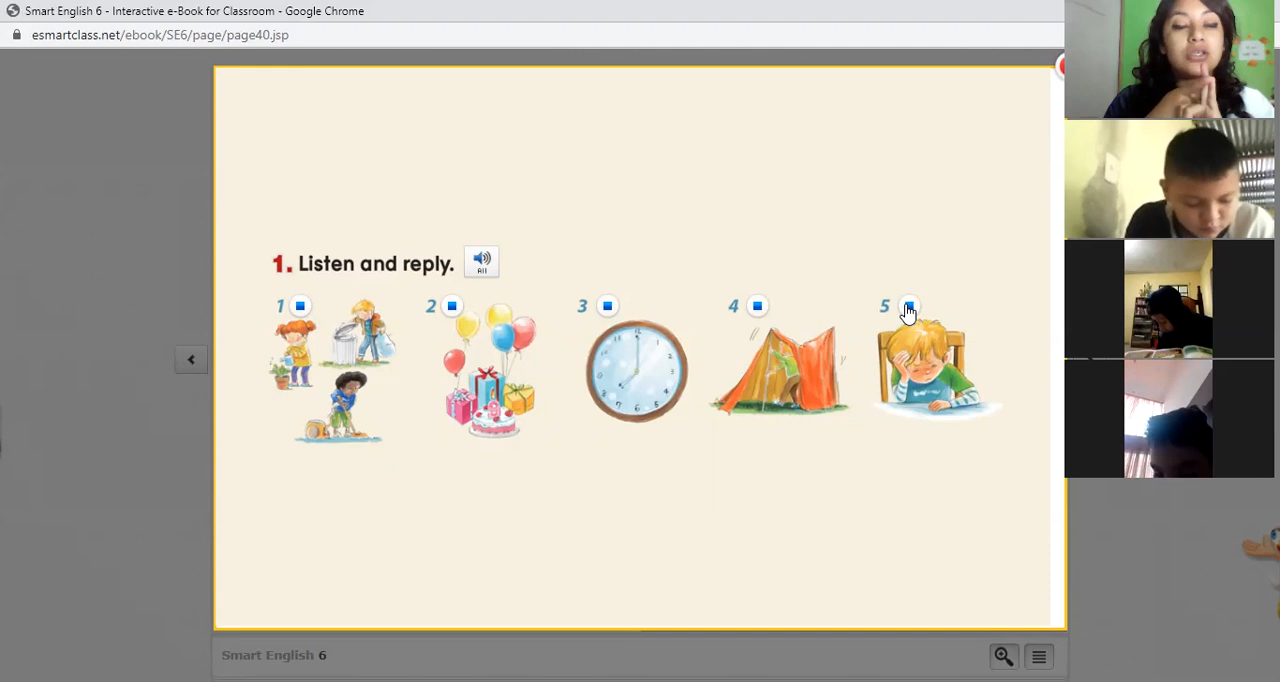 Smart English 6 - Interactive e-Book for Classroom - Google Chrome
esmartclass.net/ebook/SE6/page/page40.jsp
1. Listen and reply. All
1 2 3 4 5
Smart English 6